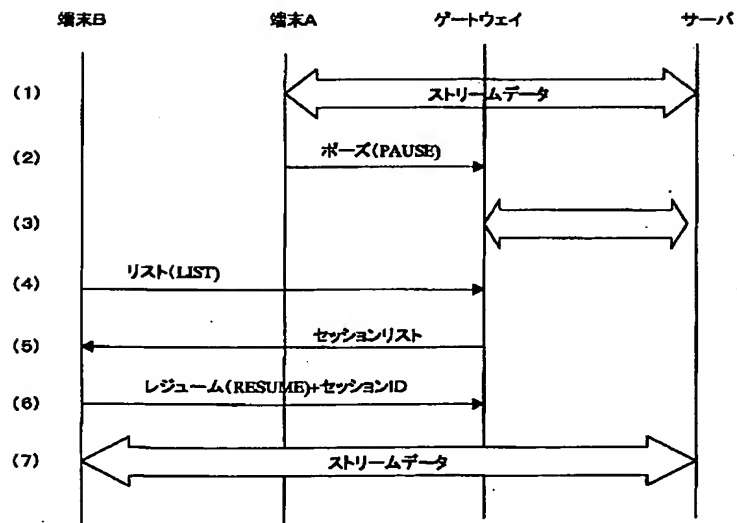 端末B 端末A ゲートウェイ サーバ
(1) ストリームデータ
(2) ポーズ(PAUSE)
(3)
(4) リスト(LIST)
(5) セッションリスト
(6) レジューム(RESUME)+セッションID
(7) ストリームデータ